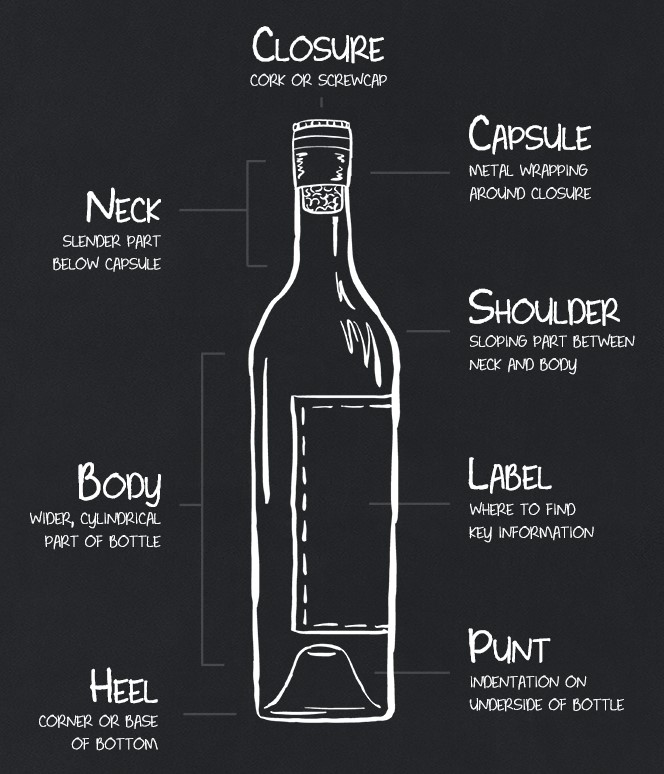 CLOSURE
CORK OR SCREWCAP
CAPSULE
METAL WRAPPING
AROUND CLOSURE
NECK
SLENDER PART
BELOW CAPSULE
SHOULDER
SLOPING PART BETWEEN
NECK AND BODY
BODY
WIDER, CYLINDRICAL
PART OF BOTTLE
LABEL
WHERE TO FIND
KEY INFORMATION
PUNT
INDENTATION ON
UNDERSIDE OF BOTTLE
HEEL
CORNER OR BASE
OF BOTTOM